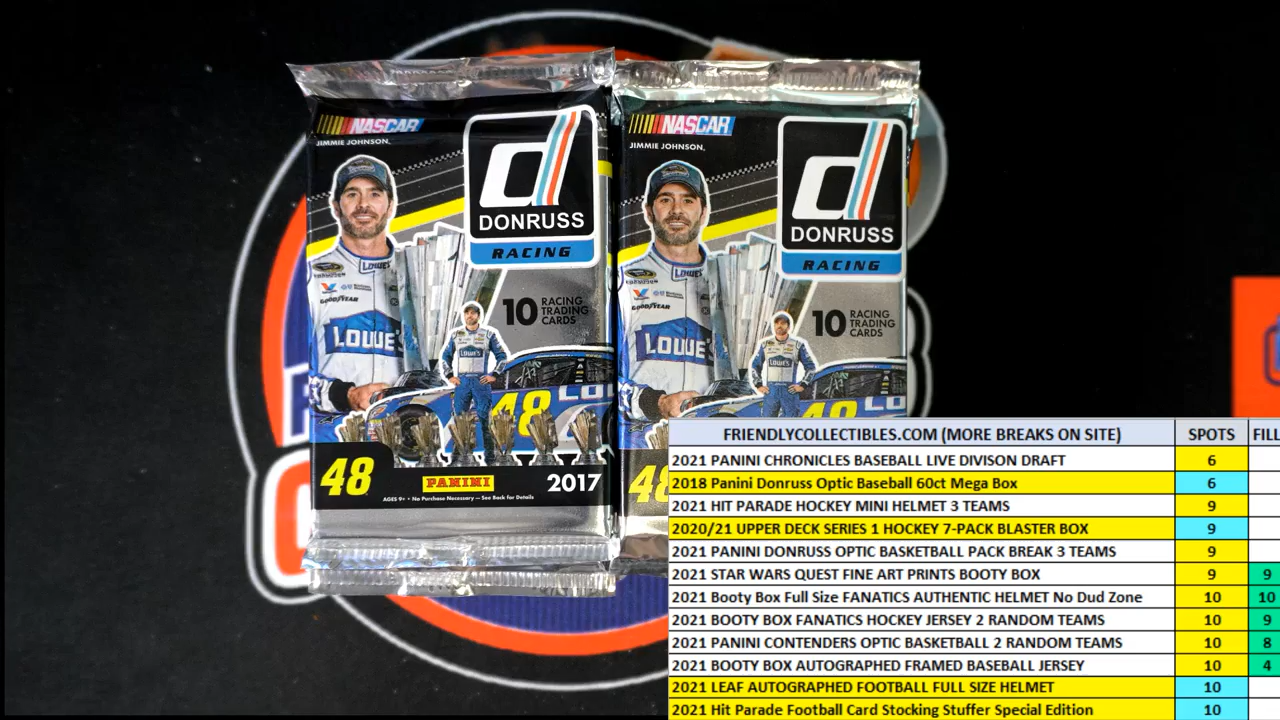 NASCAR
JIMMIE JOHNSON
d
DONRUSS
RACING
10 RACING
TRADING
CARDS
LOWE'S
GOODYEAR
LOWE'S
48
48
PANINI
2017
AGES 9+ • No Purchase Necessary — See Back for Details
NASCAR
JIMMIE JOHNSON
d
DONRUSS
RACING
10 RACING
TRADING
CARDS
LOWE'S
GOODYEAR
LOWE'S
48
FRIENDLYCOLLECTIBLES.COM (MORE BREAKS ON SITE) SPOTS FILL
2021 PANINI CHRONICLES BASEBALL LIVE DIVISON DRAFT 6
2018 Panini Donruss Optic Baseball 60ct Mega Box 6
2021 HIT PARADE HOCKEY MINI HELMET 3 TEAMS 9
2020/21 UPPER DECK SERIES 1 HOCKEY 7-PACK BLASTER BOX 9
2021 PANINI DONRUSS OPTIC BASKETBALL PACK BREAK 3 TEAMS 9
2021 STAR WARS QUEST FINE ART PRINTS BOOTY BOX 9 9
2021 Booty Box Full Size FANATICS AUTHENTIC HELMET No Dud Zone 10 10
2021 BOOTY BOX FANATICS HOCKEY JERSEY 2 RANDOM TEAMS 10 9
2021 PANINI CONTENDERS OPTIC BASKETBALL 2 RANDOM TEAMS 10 8
2021 BOOTY BOX AUTOGRAPHED FRAMED BASEBALL JERSEY 10 4
2021 LEAF AUTOGRAPHED FOOTBALL FULL SIZE HELMET 10
2021 Hit Parade Football Card Stocking Stuffer Special Edition 10